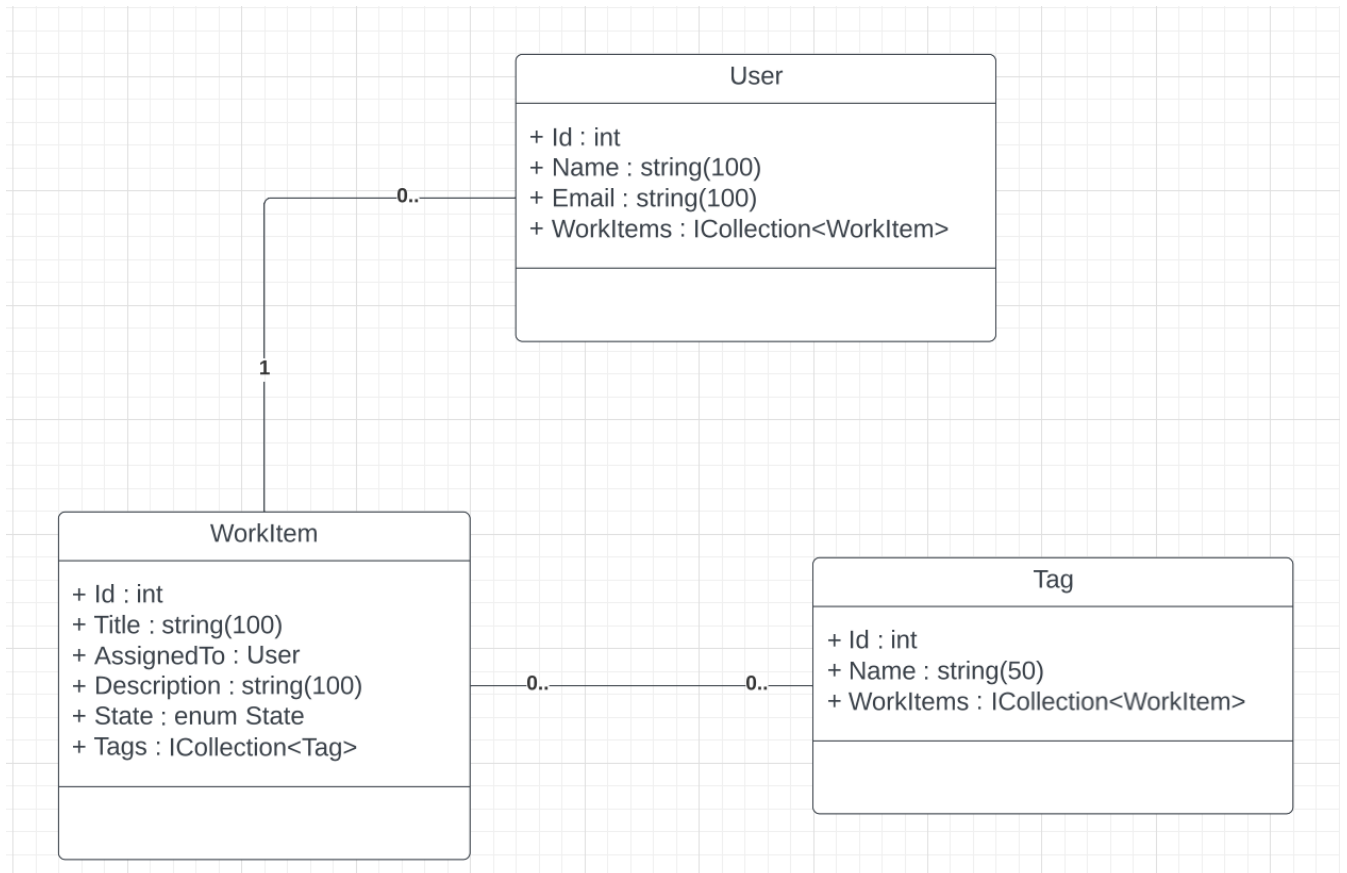 User
+ Id : int
+ Name : string(100)
+ Email : string(100)
+ WorkItems : ICollection<WorkItem>
0..
1
WorkItem
+ Id : int
+ Title : string(100)
+ AssignedTo : User
+ Description : string(100)
+ State : enum State
+ Tags : ICollection<Tag>
0..
0..
Tag
+ Id : int
+ Name : string(50)
+ WorkItems : ICollection<WorkItem>